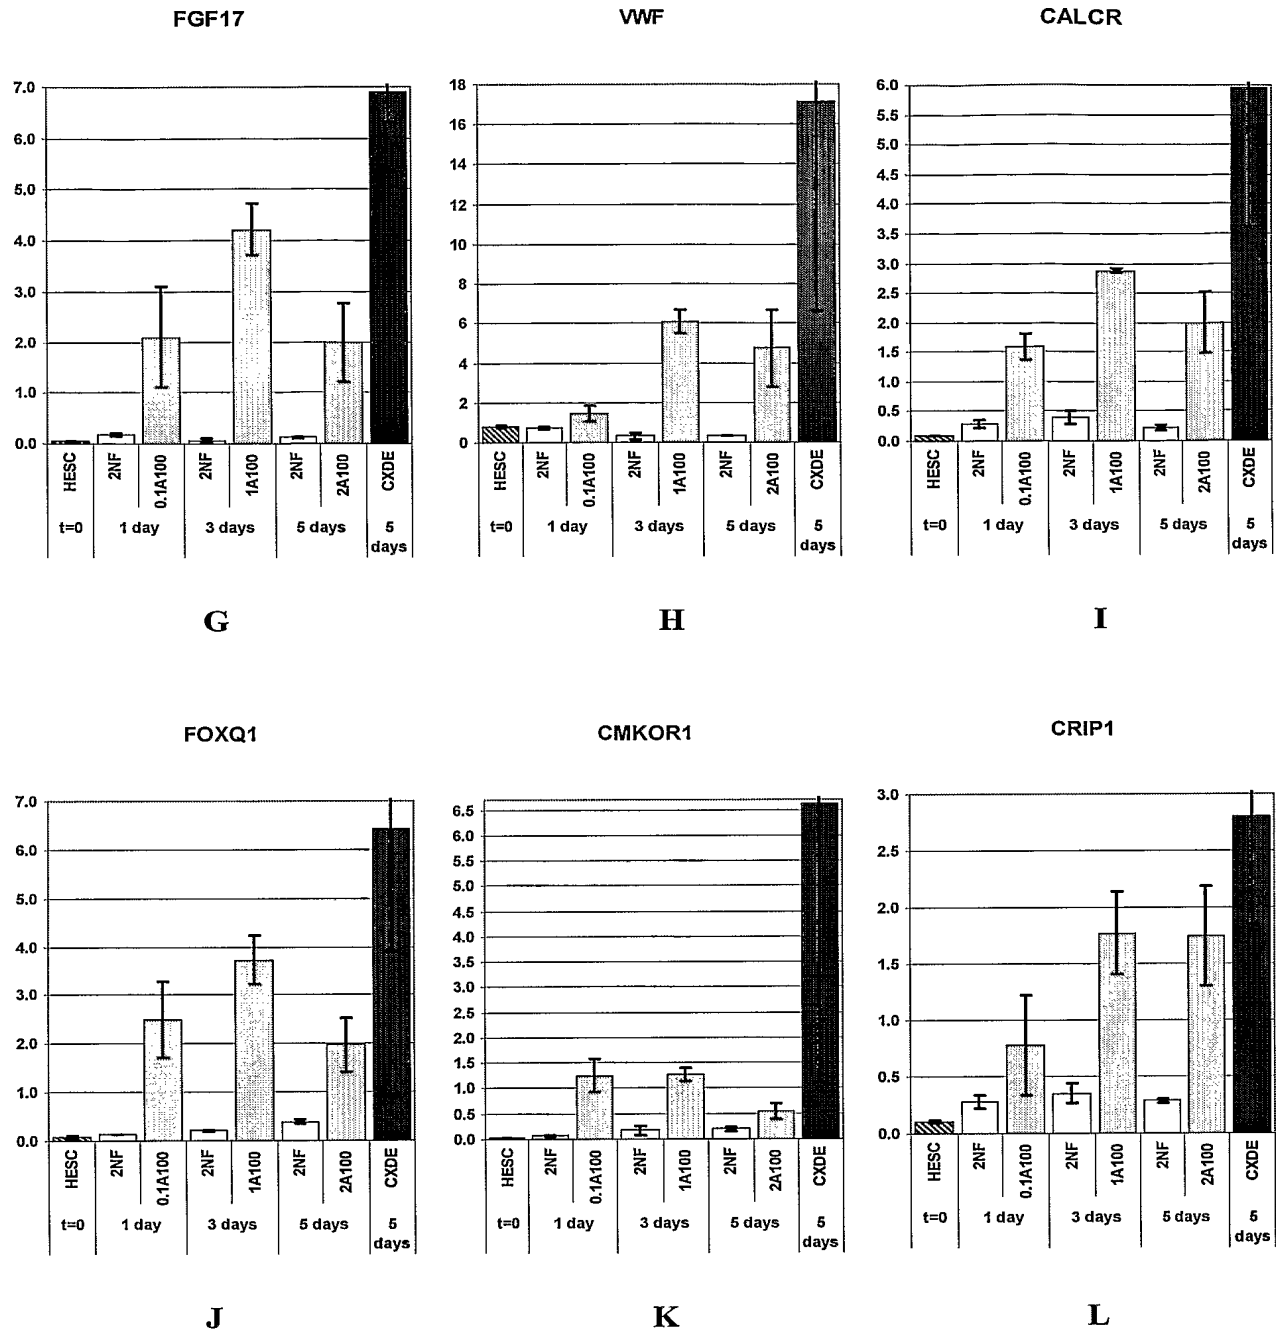 FGF17
7.0
6.0
5.0
4.0
3.0
2.0
1.0
0.0
HESC
2NF
0.1A100
2NF
1A100
2NF
2A100
CXDE
t=0
1 day
3 days
5 days
5
days
G
VWF
18
16
14
12
10
8
6
4
2
0
HESC
2NF
0.1A100
2NF
1A100
2NF
2A100
CXDE
t=0
1 day
3 days
5 days
5
days
H
CALCR
6.0
5.5
5.0
4.5
4.0
3.5
3.0
2.5
2.0
1.5
1.0
0.5
0.0
HESC
2NF
0.1A100
2NF
1A100
2NF
2A100
CXDE
t=0
1 day
3 days
5 days
5
days
I
FOXQ1
7.0
6.0
5.0
4.0
3.0
2.0
1.0
0.0
HESC
2NF
0.1A100
2NF
1A100
2NF
2A100
CXDE
t=0
1 day
3 days
5 days
5
days
J
CMKOR1
6.5
6.0
5.5
5.0
4.5
4.0
3.5
3.0
2.5
2.0
1.5
1.0
0.5
0.0
HESC
2NF
0.1A100
2NF
1A100
2NF
2A100
CXDE
t=0
1 day
3 days
5 days
5
days
K
CRIP1
3.0
2.5
2.0
1.5
1.0
0.5
0.0
HESC
2NF
0.1A100
2NF
1A100
2NF
2A100
CXDE
t=0
1 day
3 days
5 days
5
days
L